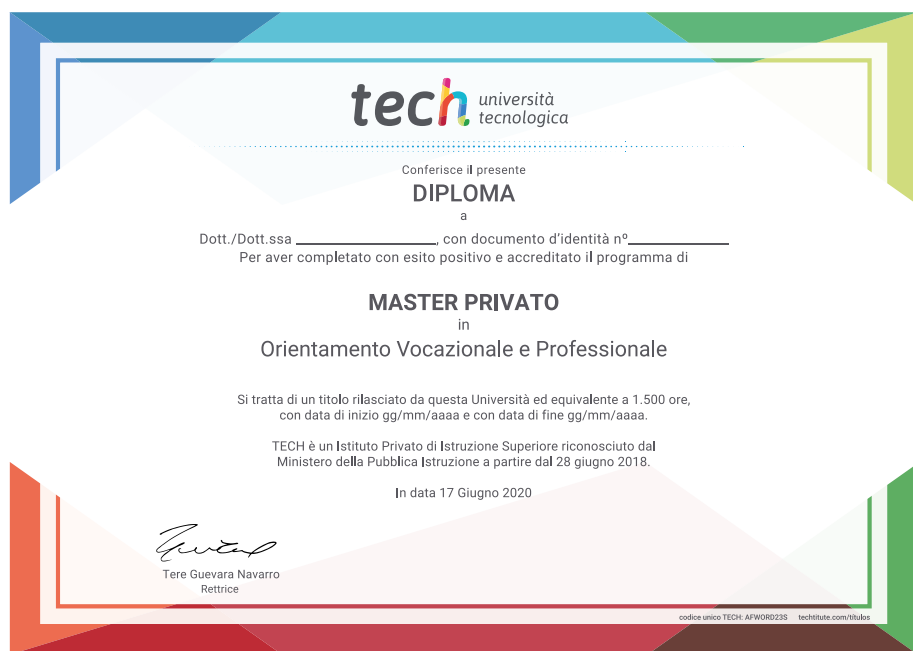 tech università
tecnologica
Conferisce il presente
DIPLOMA
a
Dott./Dott.ssa ____________________, con documento d'identità nº______________
Per aver completato con esito positivo e accreditato il programma di
MASTER PRIVATO
in
Orientamento Vocazionale e Professionale
Si tratta di un titolo rilasciato da questa Università ed equivalente a 1.500 ore,
con data di inizio gg/mm/aaaa e con data di fine gg/mm/aaaa.
TECH è un Istituto Privato di Istruzione Superiore riconosciuto dal
Ministero della Pubblica Istruzione a partire dal 28 giugno 2018.
In data 17 Giugno 2020
Tere Guevara Navarro
Rettrice
codice unico TECH: AFWORD23S techtitute.com/títulos